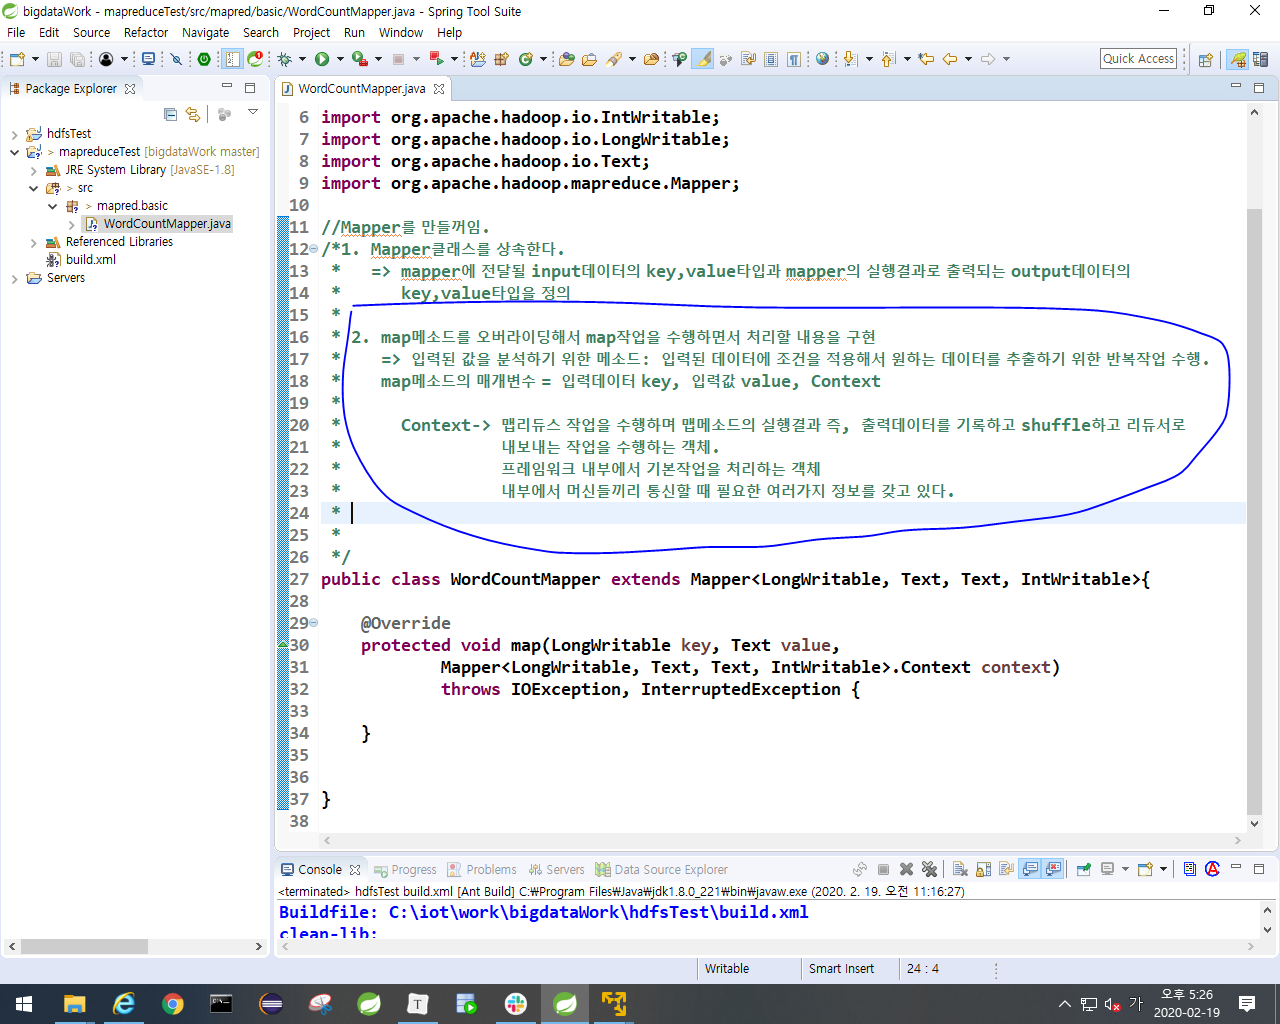 bigdataWork - mapreduceTest/src/mapred/basic/WordCountMapper.java - Spring Tool Suite
File Edit Source Refactor Navigate Search Project Run Window Help
Quick Access
Package Explorer
hdfsTest
> mapreduceTest [bigdataWork master]
JRE System Library [JavaSE-1.8]
> src
> mapred.basic
WordCountMapper.java
Referenced Libraries
build.xml
Servers
WordCountMapper.java
6 import org.apache.hadoop.io.IntWritable;
7 import org.apache.hadoop.io.LongWritable;
8 import org.apache.hadoop.io.Text;
9 import org.apache.hadoop.mapreduce.Mapper;
10
11 //Mapper를 만들꺼임.
12 /*1. Mapper클래스를 상속한다.
13 * => mapper에 전달될 input데이터의 key,value타입과 mapper의 실행결과로 출력되는 output데이터의
14 * key,value타입을 정의
15 *
16 * 2. map메소드를 오버라이딩해서 map작업을 수행하면서 처리할 내용을 구현
17 * => 입력된 값을 분석하기 위한 메소드: 입력된 데이터에 조건을 적용해서 원하는 데이터를 추출하기 위한 반복작업 수행.
18 * map메소드의 매개변수 = 입력데이터 key, 입력값 value, Context
19 *
20 * Context-> 맵리듀스 작업을 수행하며 맵메소드의 실행결과 즉, 출력데이터를 기록하고 shuffle하고 리듀서로
21 * 내보내는 작업을 수행하는 객체.
22 * 프레임워크 내부에서 기본작업을 처리하는 객체
23 * 내부에서 머신들끼리 통신할 때 필요한 여러가지 정보를 갖고 있다.
24 *
25 *
26 */
27 public class WordCountMapper extends Mapper<LongWritable, Text, Text, IntWritable>{
28
29 @Override
30 protected void map(LongWritable key, Text value,
31 Mapper<LongWritable, Text, Text, IntWritable>.Context context)
32 throws IOException, InterruptedException {
33
34 }
35
36
37 }
38
Console Progress Problems Servers Data Source Explorer
<terminated> hdfsTest build.xml [Ant Build] C:₩Program Files₩Java₩jdk1.8.0_221₩bin₩javaw.exe (2020. 2. 19. 오전 11:16:27)
Buildfile: C:\iot\work\bigdataWork\hdfsTest\build.xml
clean-lib:
Writable Smart Insert 24 : 4
가 오후 5:26
2020-02-19